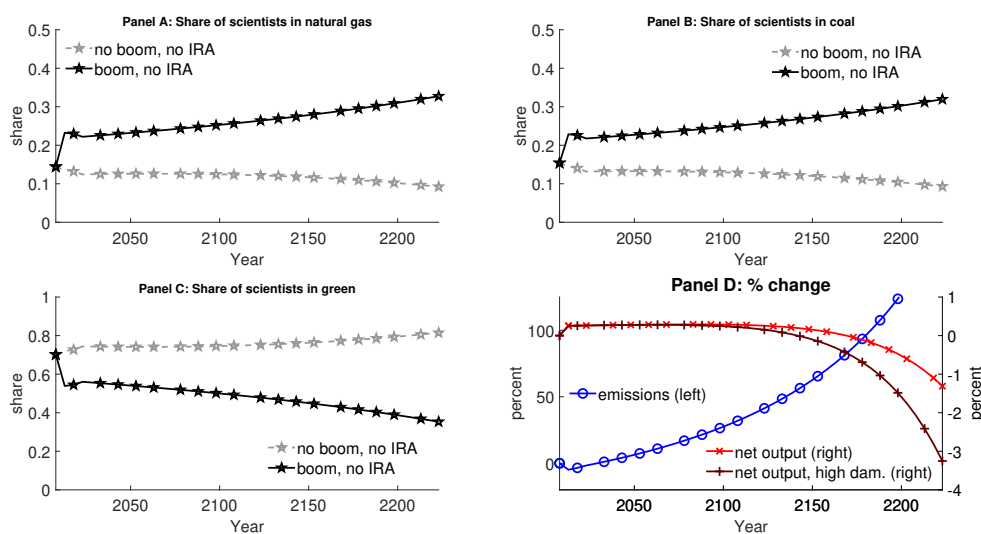 Panel A: Share of scientists in natural gas
0.5
0.4
0.3
0.2
0.1
0
share
no boom, no IRA
boom, no IRA
2050
2100
2150
2200
Year
Panel B: Share of scientists in coal
0.5
0.4
0.3
0.2
0.1
0
share
no boom, no IRA
boom, no IRA
2050
2100
2150
2200
Year
Panel C: Share of scientists in green
1
0.8
0.6
0.4
0.2
0
share
no boom, no IRA
boom, no IRA
2050
2100
2150
2200
Year
Panel D: % change
100
50
0
percent
emissions (left)
net output (right)
net output, high dam. (right)
1
0
-1
-2
-3
-4
percent
2050
2100
2150
2200
Year